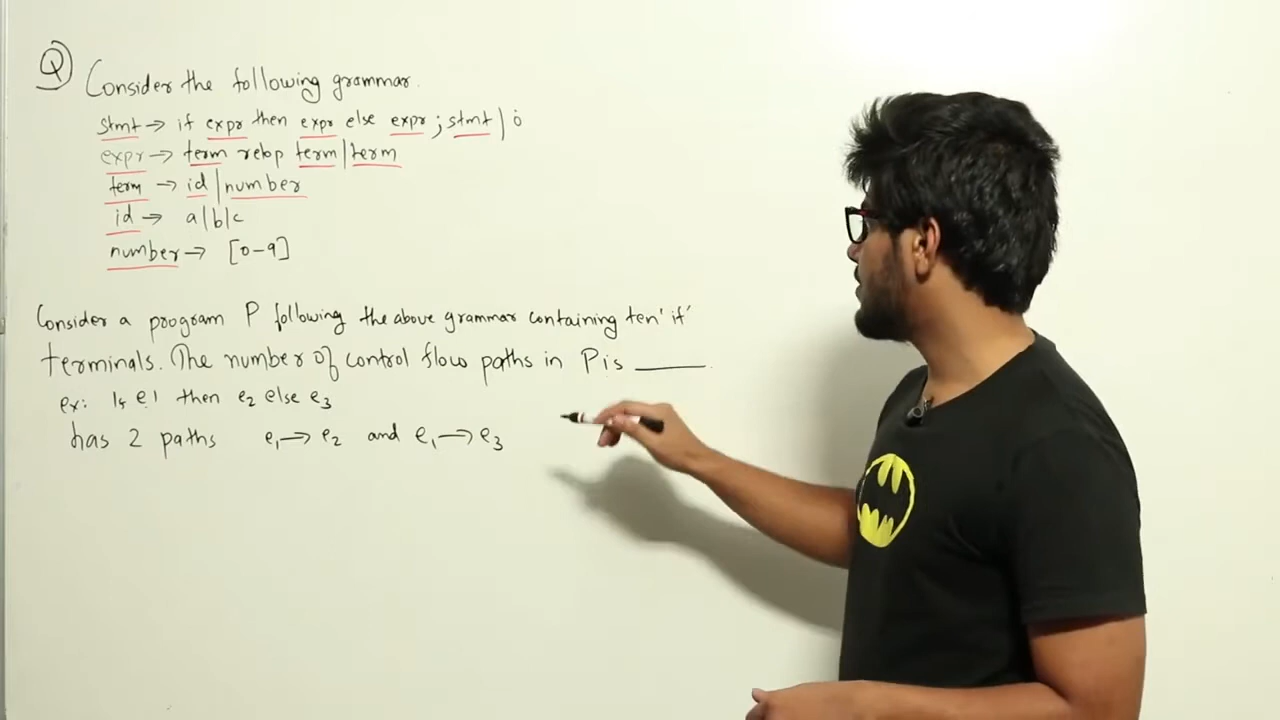 Q) Consider the following grammar.
stmt → if expr then expr else expr; stmt | ȯ
expr → term relop term | term
term → id | number
id → a|b|c
number → [0-9]
Consider a program P following the above grammar containing ten 'if'
terminals. The number of control flow paths in P is ____.
ex: If e1 then e2 else e3
has 2 paths e1 → e2 and e1 → e3